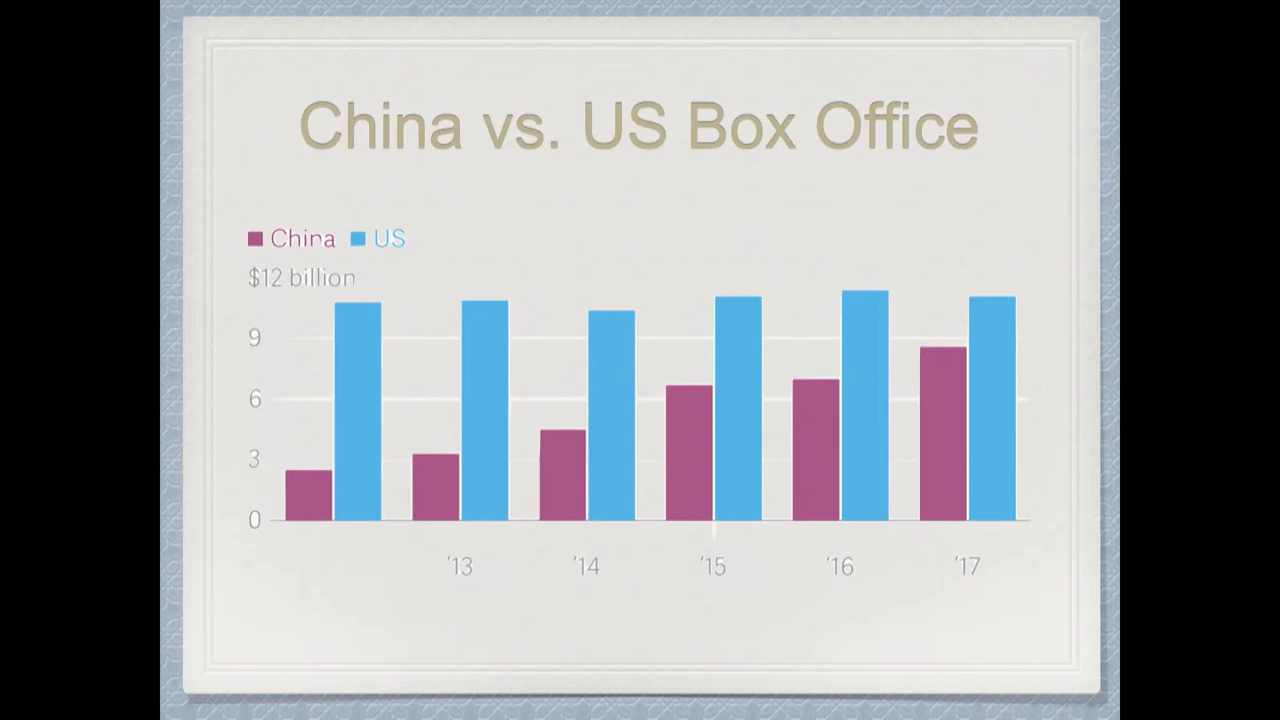 China vs. US Box Office
China US
$12 billion
9
6
3
0
'13 '14 '15 '16 '17